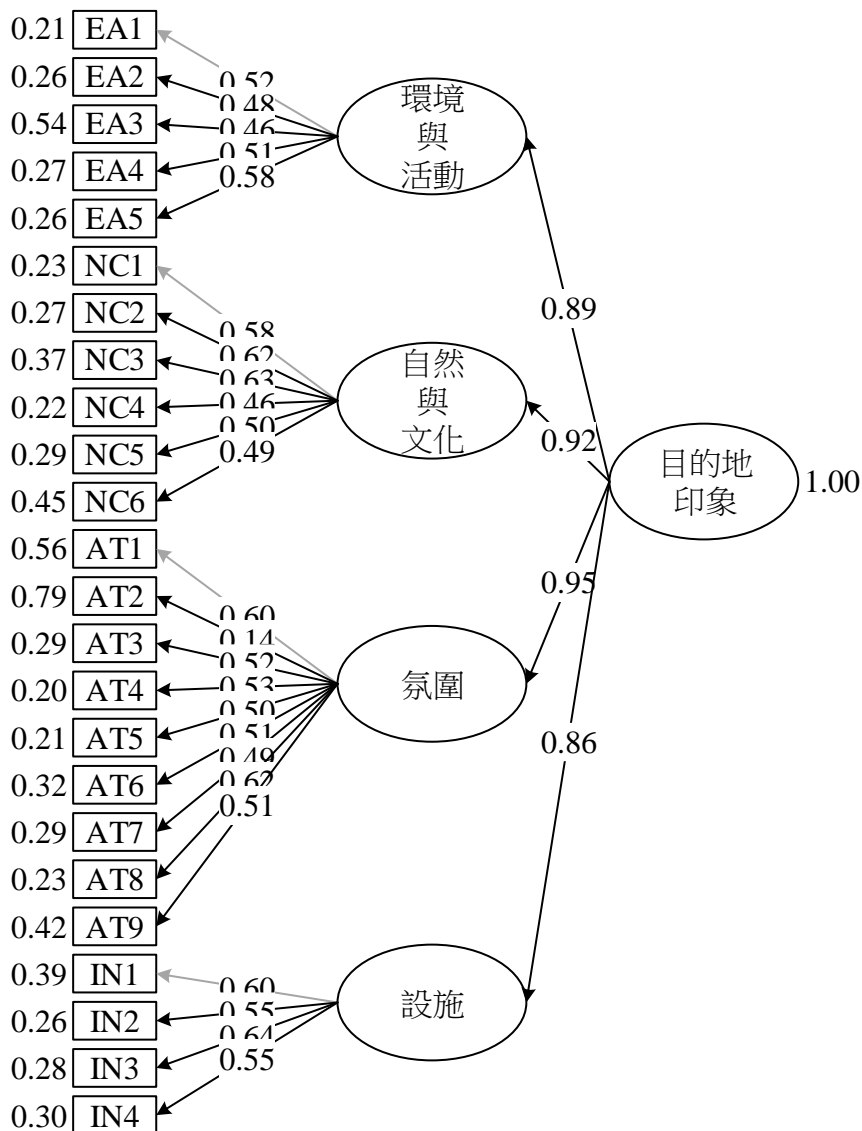 0.21 EA1
0.26 EA2
0.54 EA3
0.27 EA4
0.26 EA5
0.52
0.48
0.46
0.51
0.58
環境
與
活動
0.23 NC1
0.27 NC2
0.37 NC3
0.22 NC4
0.29 NC5
0.45 NC6
0.58
0.62
0.63
0.46
0.50
0.49
自然
與
文化
0.56 AT1
0.79 AT2
0.29 AT3
0.20 AT4
0.21 AT5
0.32 AT6
0.29 AT7
0.23 AT8
0.42 AT9
0.60
0.14
0.52
0.53
0.50
0.51
0.49
0.62
0.51
氛圍
0.39 IN1
0.26 IN2
0.28 IN3
0.30 IN4
0.60
0.55
0.64
0.55
設施
0.89
0.92
0.95
0.86
目的地
印象
1.00